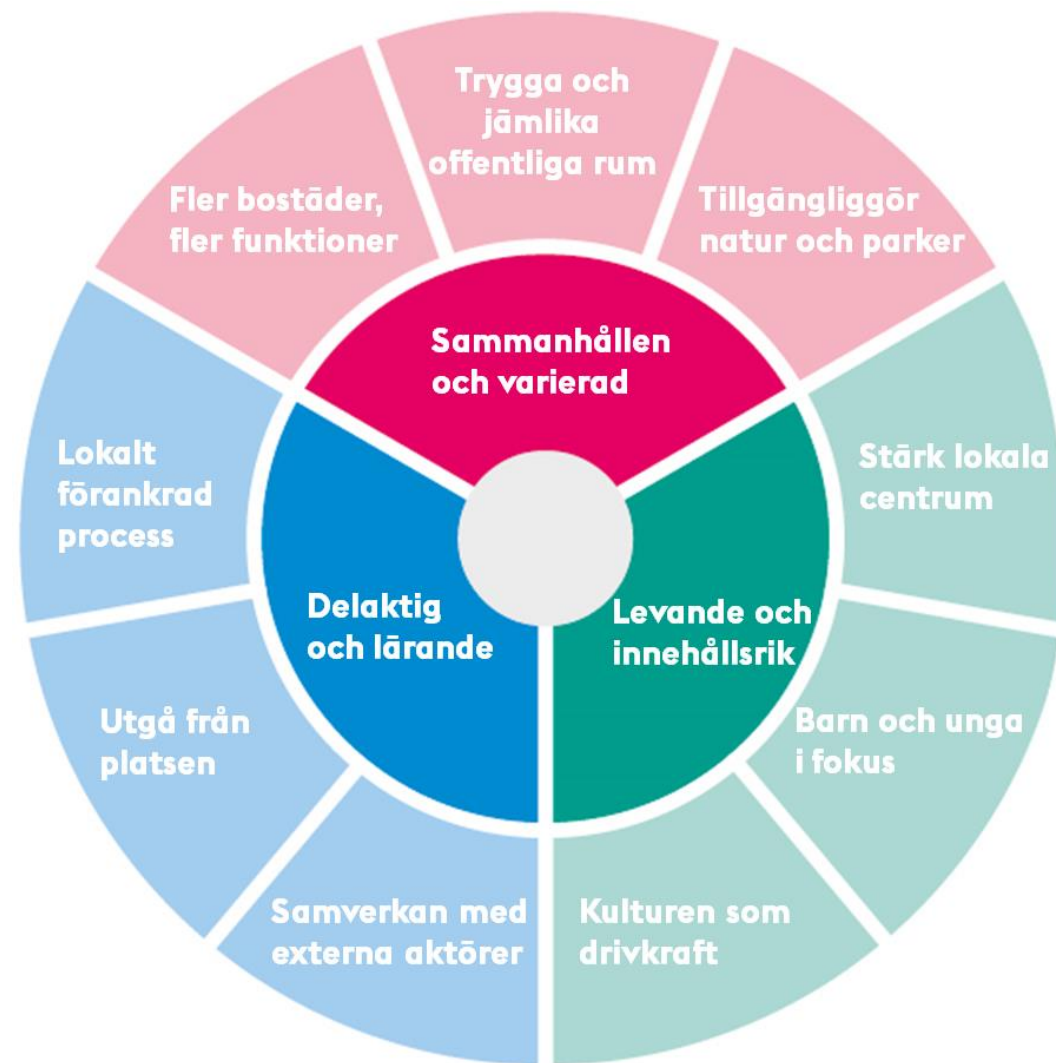 Trygga och
jämlika
offentliga rum
Fler bostäder,
fler funktioner
Tillgängliggör
natur och parker
Sammanhållen
och varierad
Lokalt
förankrad
process
Stärk lokala
centrum
Delaktig
och lärande
Levande och
innehållsrik
Utgå från
platsen
Barn och unga
i fokus
Samverkan med
externa aktörer
Kulturen som
drivkraft